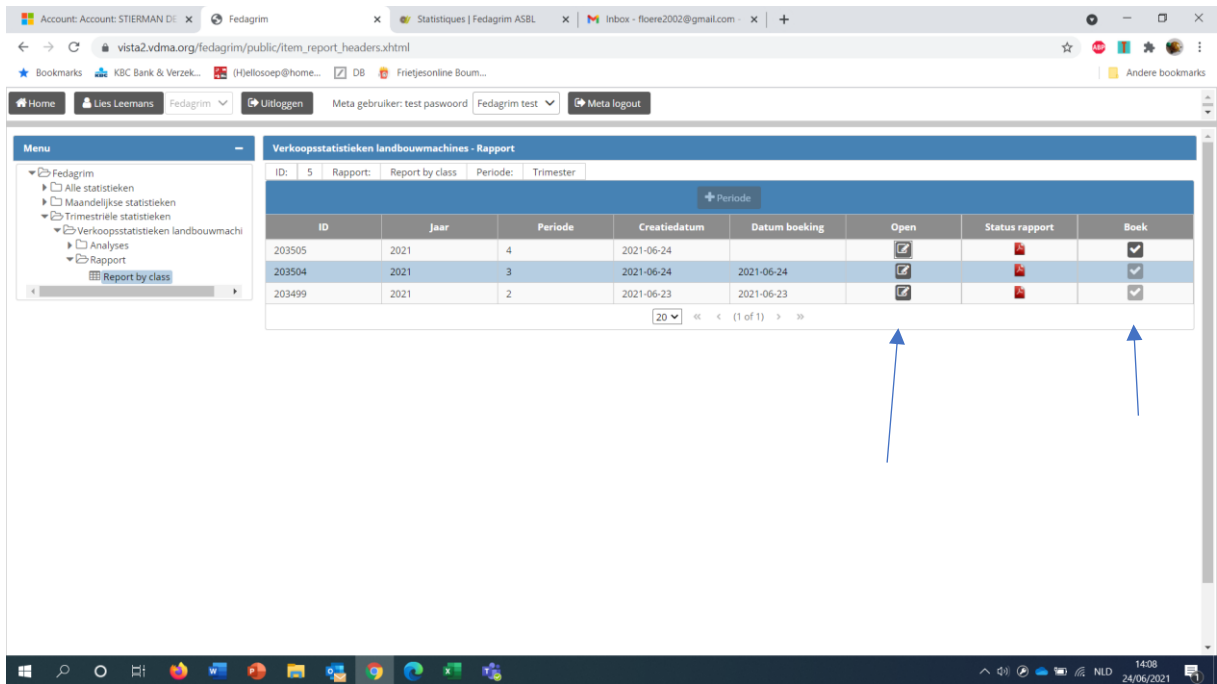 Account: Account: STIERMAN DE
Fedagrim
Statistiques | Fedagrim ASBL
Inbox - floere2002@gmail.com -
vista2.vdma.org/fedagrim/public/item_report_headers.xhtml
ABP
Bookmarks
KBC Bank & Verzek...
(H)ellosoep@home...
DB
Frietjesonline Boum...
Andere bookmarks
Home
Lies Leemans
Fedagrim
Uitloggen
Meta gebruiker: test paswoord
Fedagrim test
Meta logout
Menu
Fedagrim
Alle statistieken
Maandelijkse statistieken
Trimestriële statistieken
Verkoopsstatistieken landbouwmachi
Analyses
Rapport
Report by class
Verkoopsstatistieken landbouwmachines - Rapport
ID: 5 Rapport: Report by class Periode: Trimester
+ Periode
ID Jaar Periode Creatiedatum Datum boeking Open Status rapport Boek
203505 2021 4 2021-06-24
203504 2021 3 2021-06-24 2021-06-24
203499 2021 2 2021-06-23 2021-06-23
20 (1 of 1)
NLD
14:08
24/06/2021